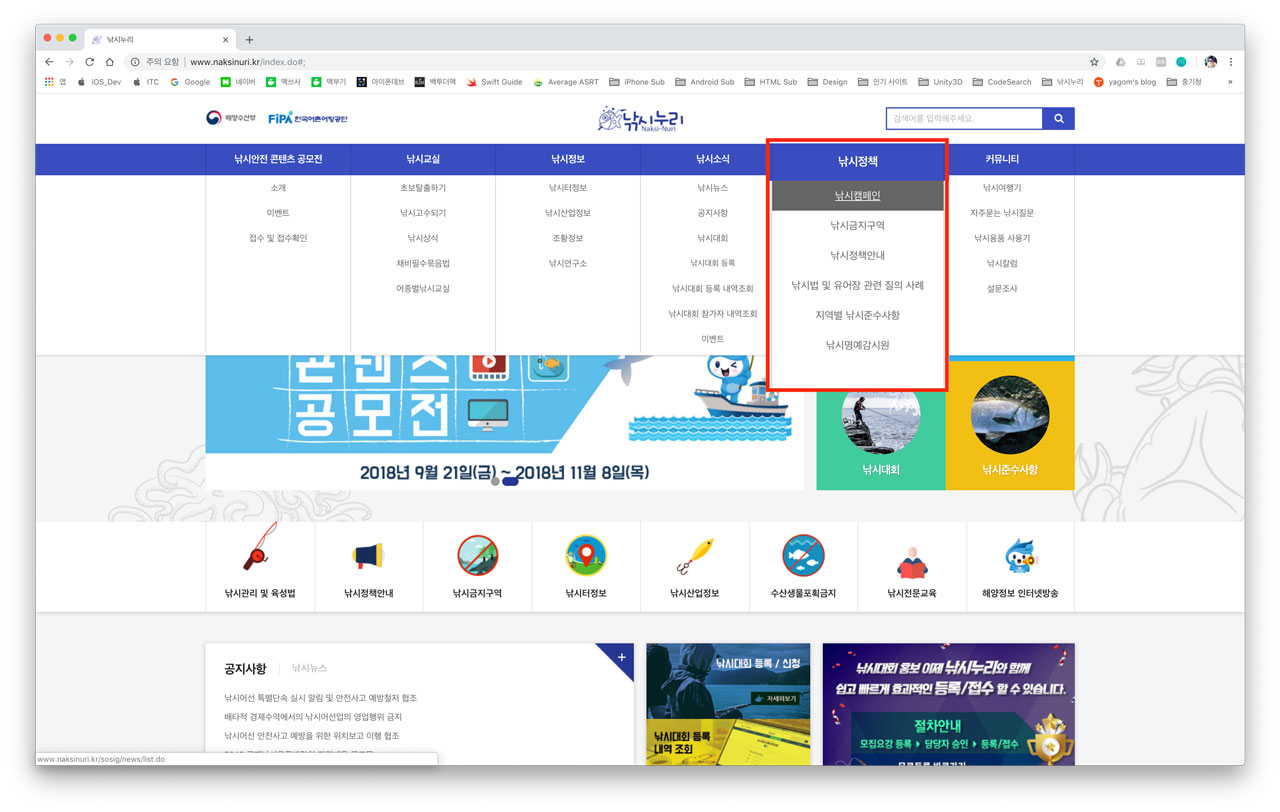 낚시누리
주의 요함 | www.naksinuri.kr/index.do#;
앱 iOS_Dev ITC Google 네이버 맥쓰사 맥부기 아이폰데브 백투더맥 Swift Guide Average ASRT iPhone Sub Android Sub HTML Sub Design 인기 사이트 Unity3D CodeSearch 낚시누리 yagom's blog 중기청 »
해양수산부 FiPA 한국어촌어항공단 낚시누리 검색어를 입력해주세요.
Naksi-Nuri
낚시안전 콘텐츠 공모전 낚시교실 낚시정보 낚시소식 낚시정책 커뮤니티
소개
이벤트
접수 및 접수확인
초보탈출하기
낚시고수되기
낚시상식
채비필수묶음법
어종별낚시교실
낚시터정보
낚시산업정보
조황정보
낚시연구소
낚시뉴스
공지사항
낚시대회
낚시대회 등록
낚시대회 등록 내역조회
낚시대회 참가자 내역조회
이벤트
낚시캠페인
낚시금지구역
낚시정책안내
낚시법 및 유어장 관련 질의 사례
지역별 낚시준수사항
낚시명예감시원
낚시여행기
자주묻는 낚시질문
낚시용품 사용기
낚시칼럼
설문조사
콘텐츠
공모전
2018년 9월 21일(금) ~ 2018년 11월 8일(목)
낚시대회 낚시준수사항
낚시관리 및 육성법 낚시정책안내 낚시금지구역 낚시터정보 낚시산업정보 수산생물포획금지 낚시전문교육 해양정보 인터넷방송
공지사항 낚시뉴스 +
낚시어선 특별단속 실시 알림 및 안전사고 예방철저 협조
배타적 경제수역에서의 낚시어선업의 영업행위 금지
낚시어선 안전사고 예방을 위한 위치보고 이행 협조
낚시대회 등록 / 신청
자세히보기
낚시대회 등록
내역 조회
낚시대회 홍보 이제 낚시누리와 함께
쉽고 빠르게 효과적인 등록/접수 할 수 있습니다.
절차안내
모집요강 등록 ▶ 담당자 승인 ▶ 등록/접수
www.naksinuri.kr/sosig/news/list.do